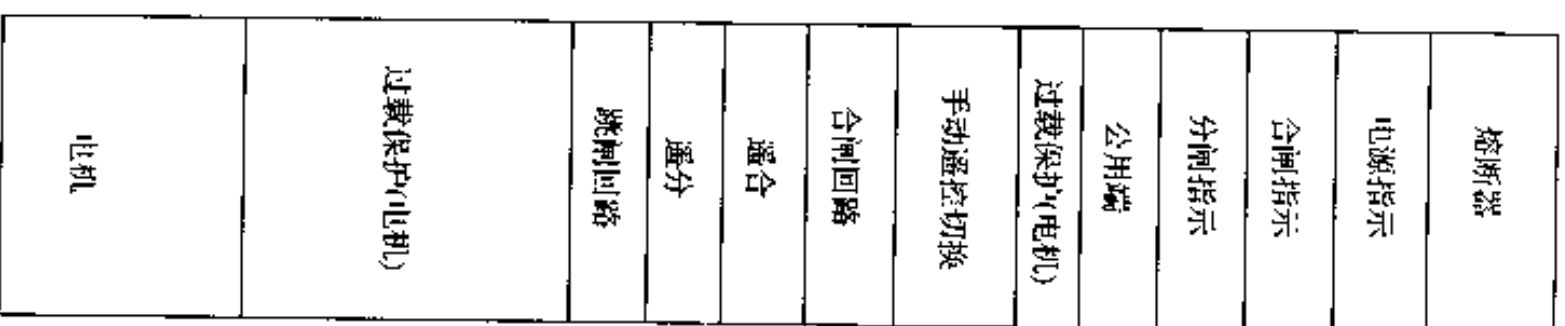 熔断器
电源指示
合闸指示
分闸指示
公用端
过载保护(电机)
手动遥控切换
合闸回路
遥合
遥分
跳闸回路
过载保护(电机)
电机